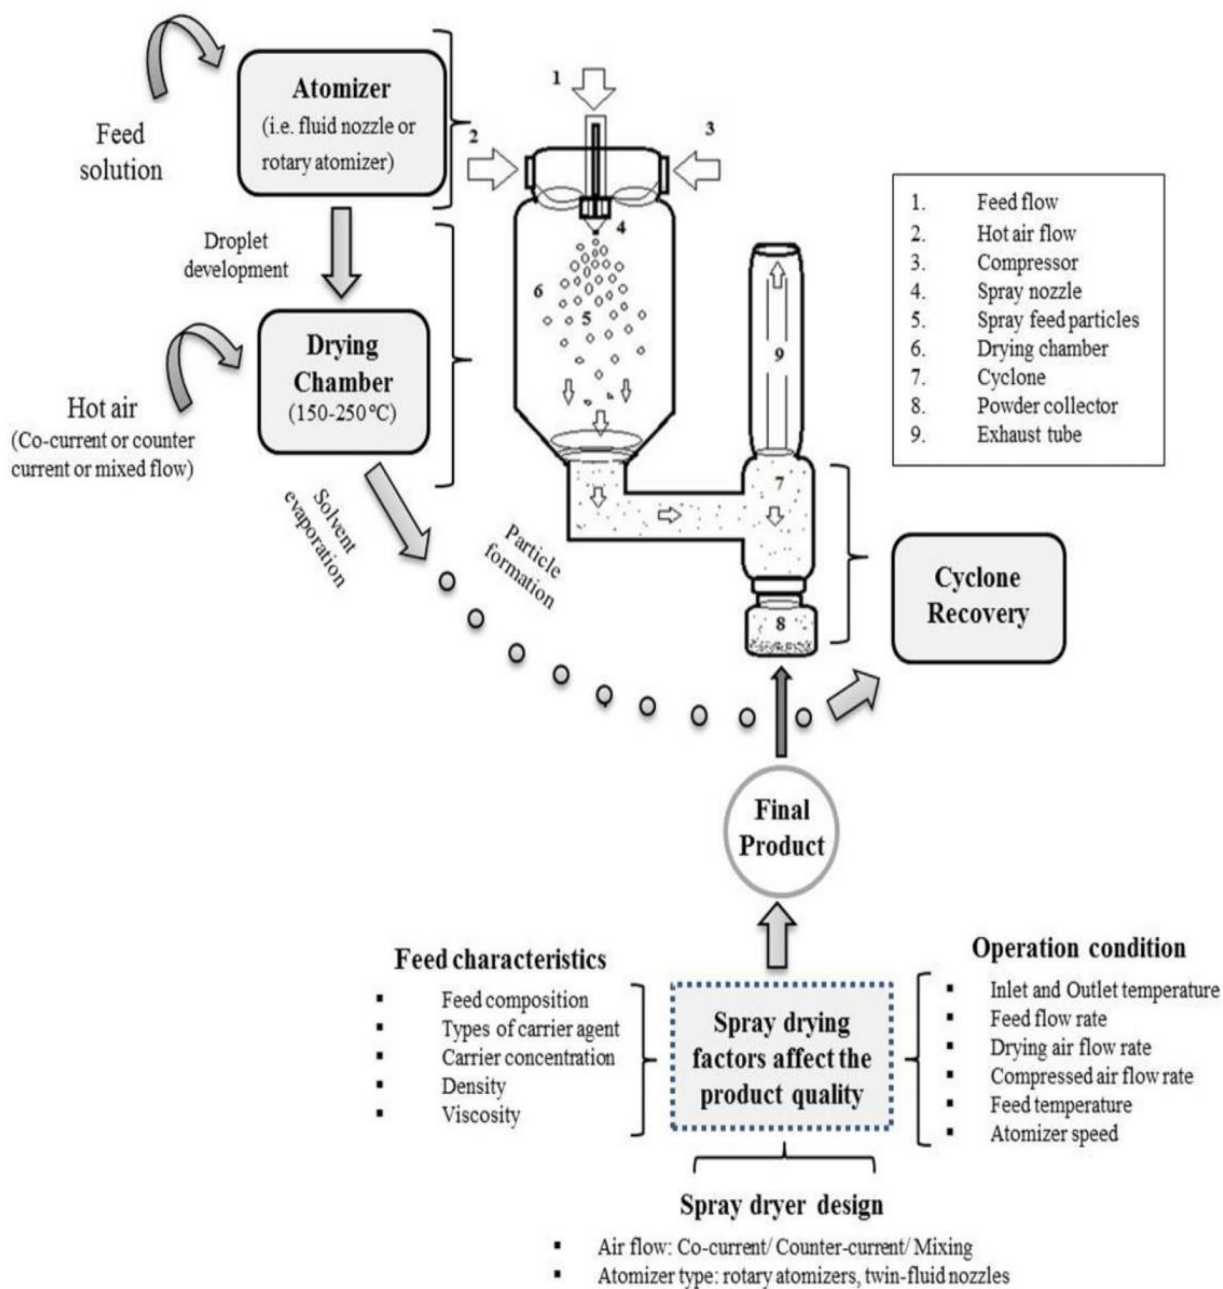 Atomizer
(i.e. fluid nozzle or
rotary atomizer)
Feed
solution
Droplet
development
Drying
Chamber
(150-250°C)
Hot air
(Co-current or counter
current or mixed flow)
Solvent
evaporation
Particle
formation
1
2
3
4
5
6
7
8
9
1. Feed flow
2. Hot air flow
3. Compressor
4. Spray nozzle
5. Spray feed particles
6. Drying chamber
7. Cyclone
8. Powder collector
9. Exhaust tube
Cyclone
Recovery
Final
Product
Feed characteristics
▪ Feed composition
▪ Types of carrier agent
▪ Carrier concentration
▪ Density
▪ Viscosity
Spray drying
factors affect the
product quality
Operation condition
▪ Inlet and Outlet temperature
▪ Feed flow rate
▪ Drying air flow rate
▪ Compressed air flow rate
▪ Feed temperature
▪ Atomizer speed
Spray dryer design
▪ Air flow: Co-current/ Counter-current/ Mixing
▪ Atomizer type: rotary atomizers, twin-fluid nozzles